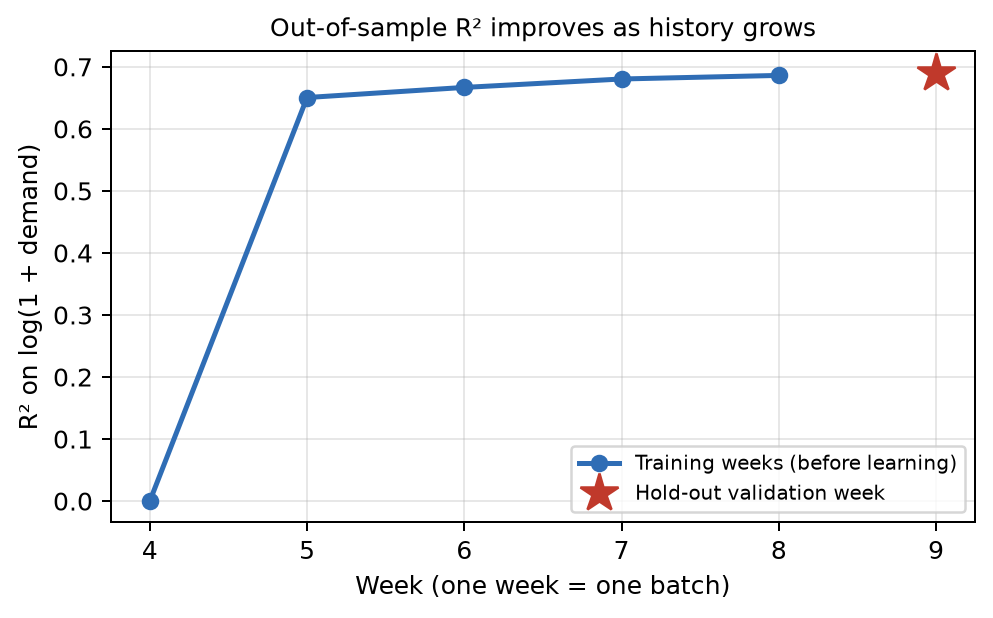 Out-of-sample R² improves as history grows
R² on log(1 + demand)
0.7
0.6
0.5
0.4
0.3
0.2
0.1
0.0
Training weeks (before learning)
Hold-out validation week
4 5 6 7 8 9
Week (one week = one batch)